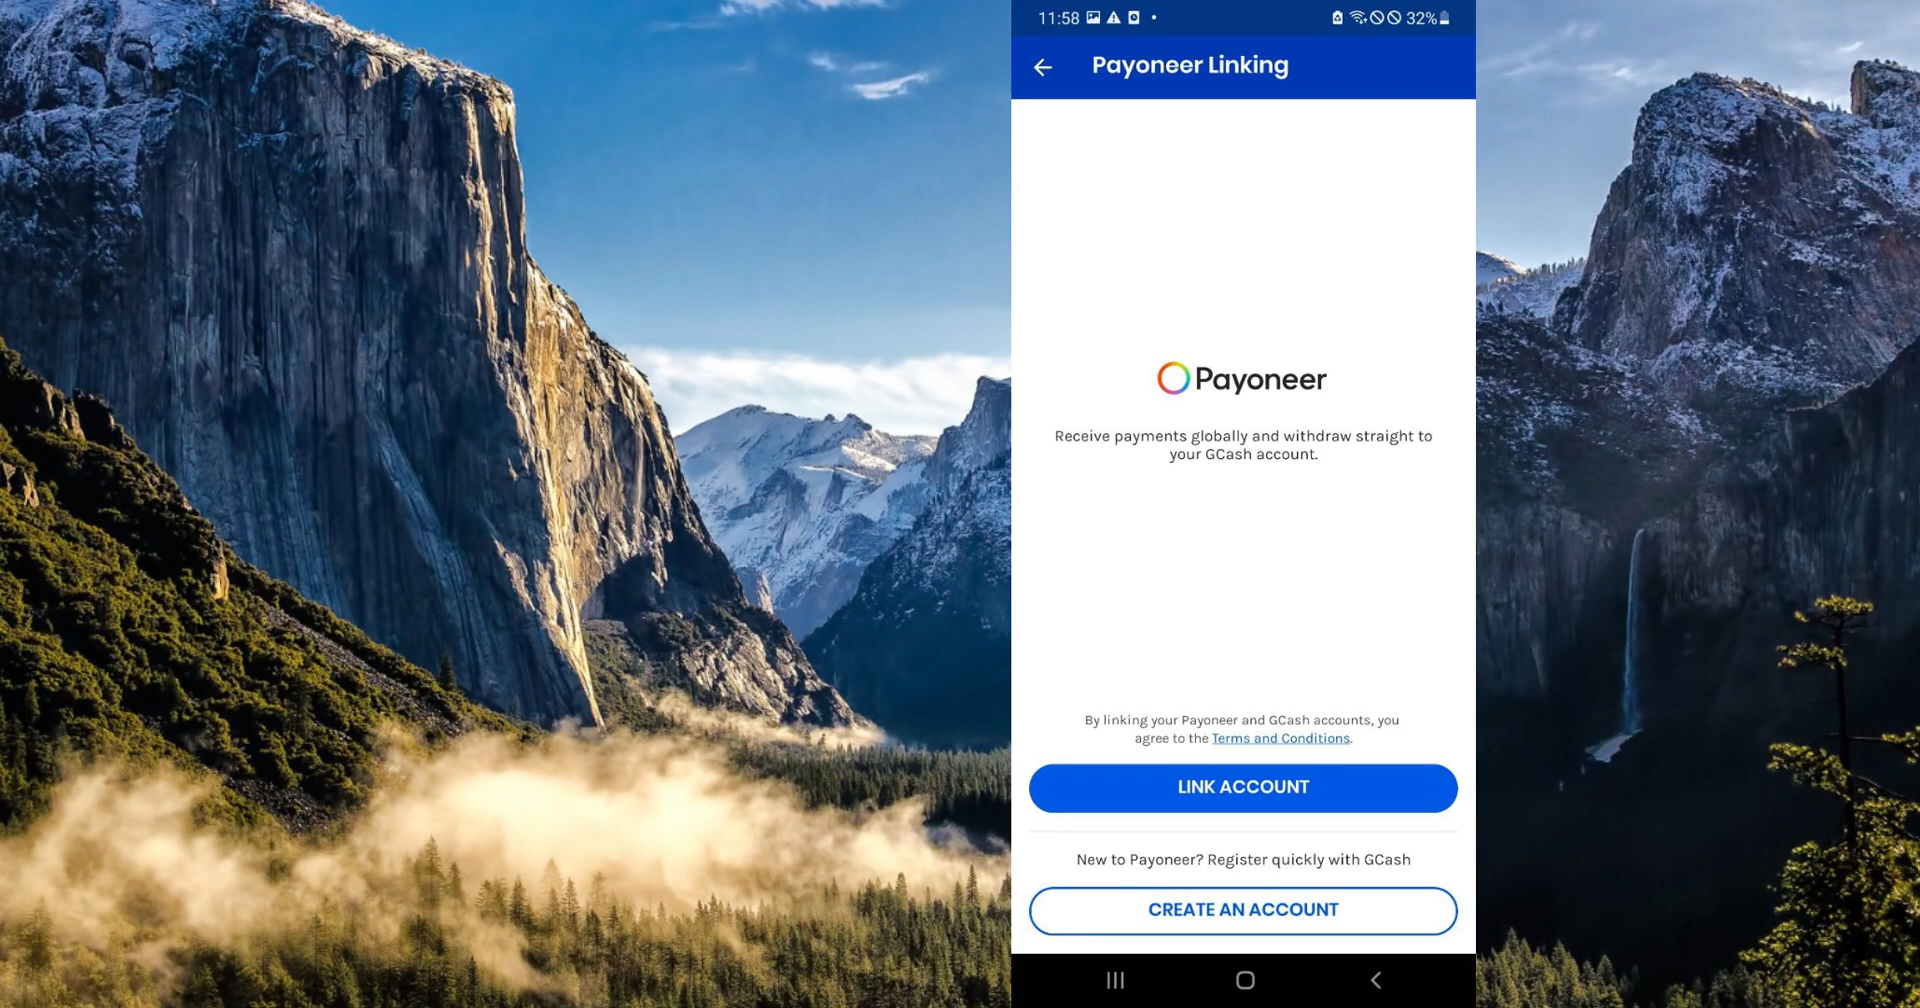 11:58
32%
Payoneer Linking
Payoneer
Receive payments globally and withdraw straight to
your GCash account.
By linking your Payoneer and GCash accounts, you
agree to the Terms and Conditions.
LINK ACCOUNT
New to Payoneer? Register quickly with GCash
CREATE AN ACCOUNT